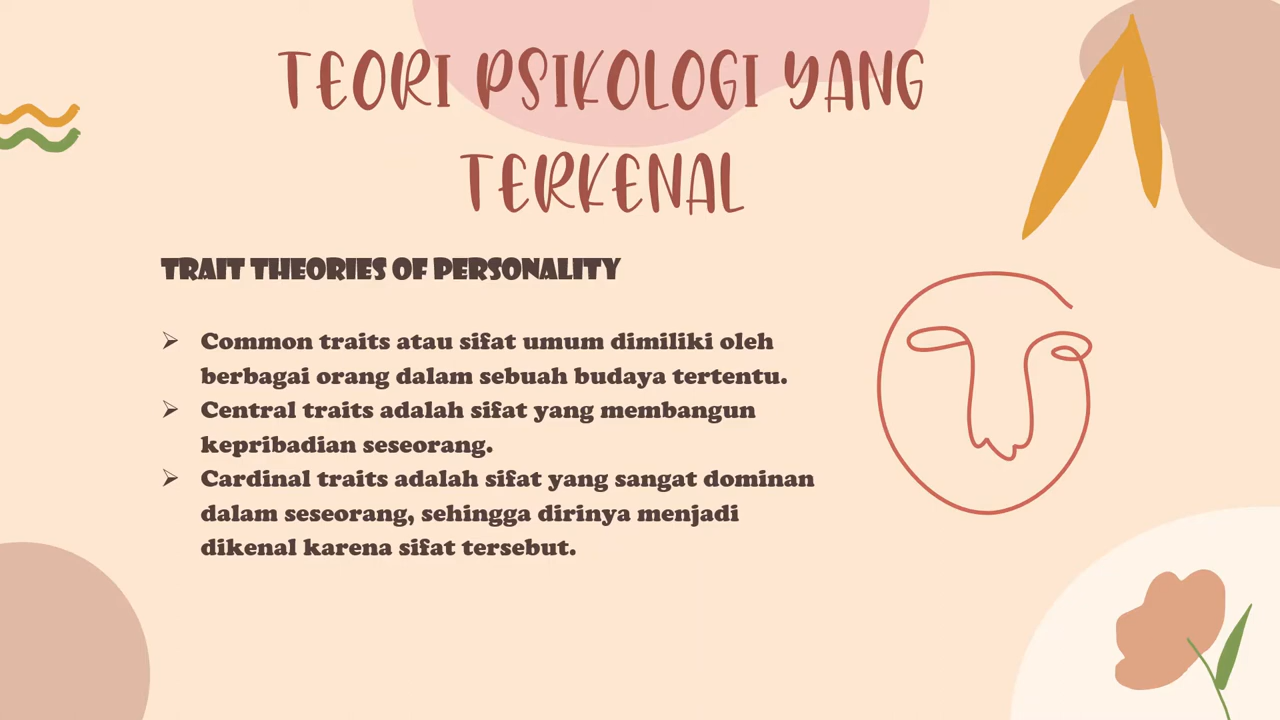 TEORI PSIKOLOGI YANG
TERKENAL
TRAIT THEORIES OF PERSONALITY
➢ Common traits atau sifat umum dimiliki oleh
berbagai orang dalam sebuah budaya tertentu.
➢ Central traits adalah sifat yang membangun
kepribadian seseorang.
➢ Cardinal traits adalah sifat yang sangat dominan
dalam seseorang, sehingga dirinya menjadi
dikenal karena sifat tersebut.